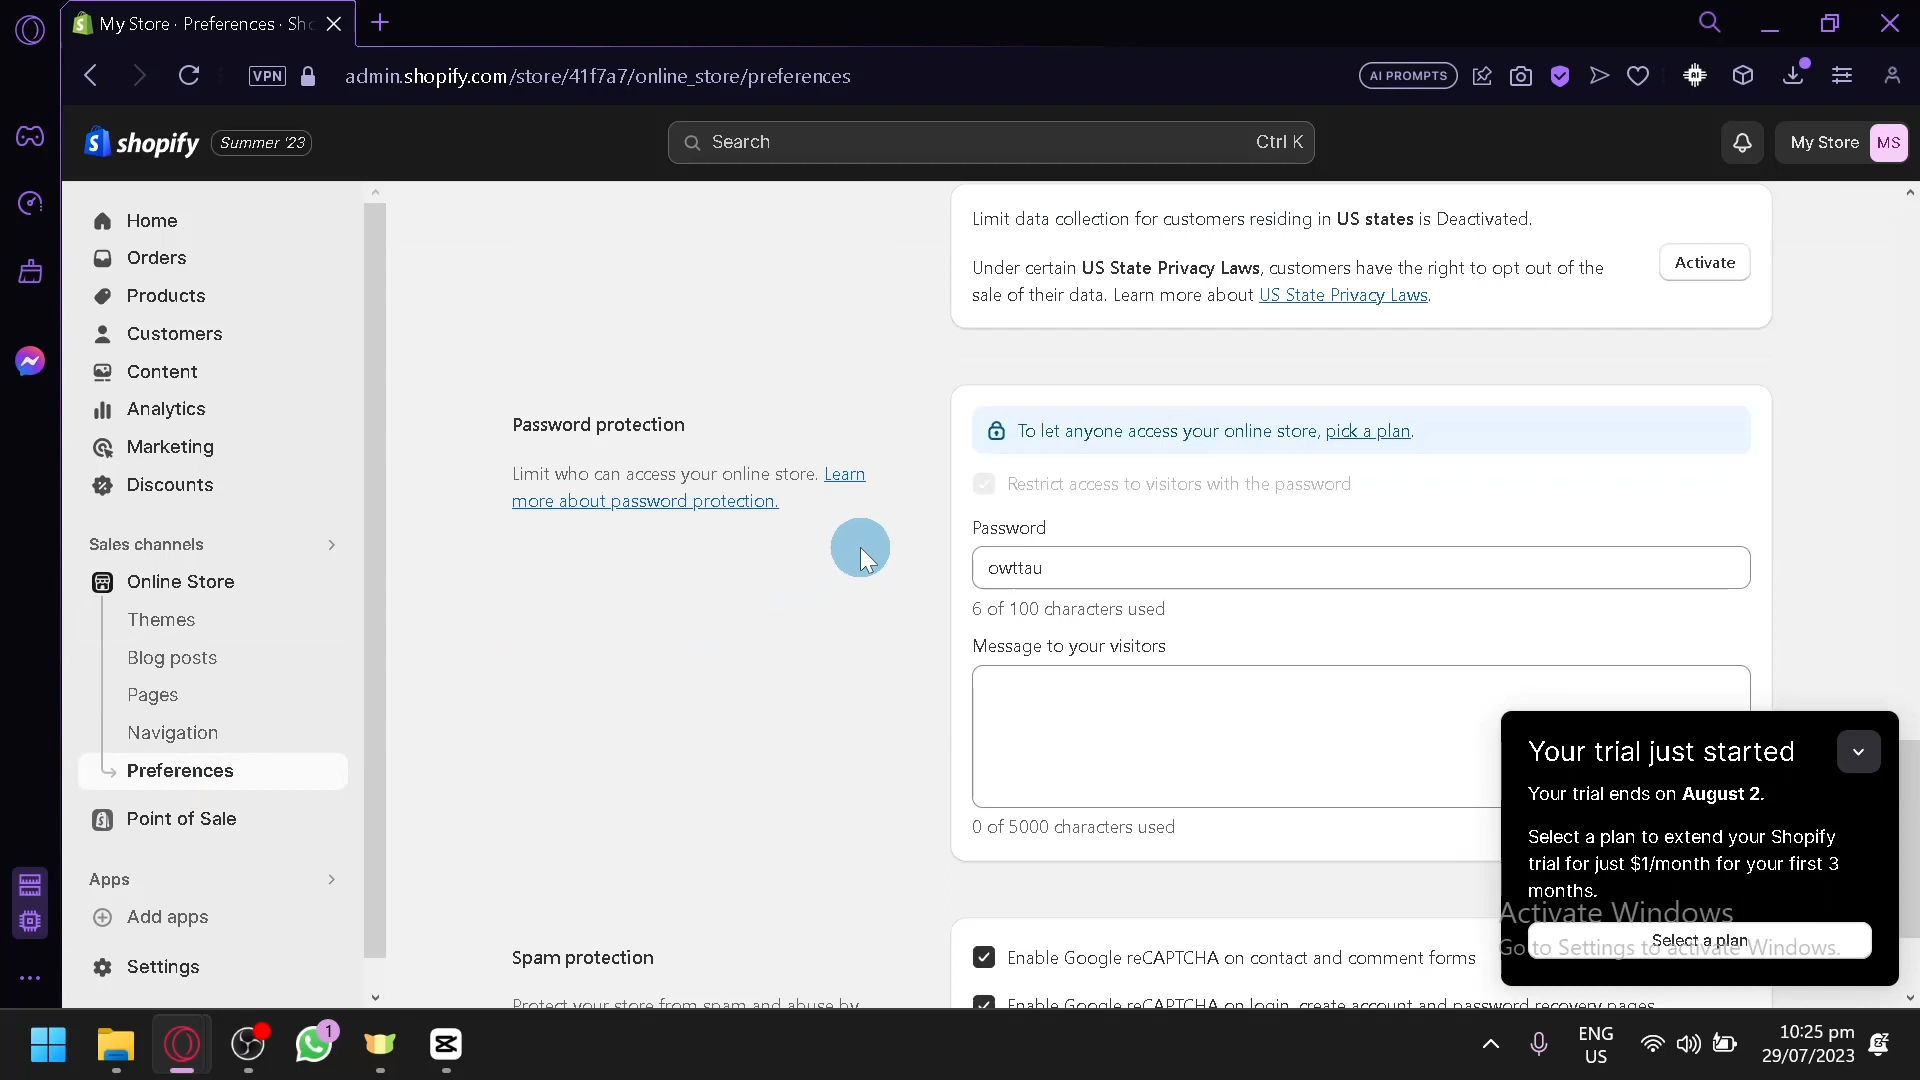 My Store · Preferences · Sho
VPN
admin.shopify.com/store/41f7a7/online_store/preferences
AI PROMPTS
shopify
Summer '23
Search
Ctrl K
My Store
MS
Home
Orders
Products
Customers
Content
Analytics
Marketing
Discounts
Sales channels
Online Store
Themes
Blog posts
Pages
Navigation
Preferences
Point of Sale
Apps
Add apps
Settings
Limit data collection for customers residing in US states is Deactivated.
Under certain US State Privacy Laws, customers have the right to opt out of the
sale of their data. Learn more about US State Privacy Laws.
Activate
Password protection
Limit who can access your online store. Learn
more about password protection.
To let anyone access your online store, pick a plan.
Restrict access to visitors with the password
Password
owttau
6 of 100 characters used
Message to your visitors
0 of 5000 characters used
Spam protection
Protect your store from spam and abuse by
Enable Google reCAPTCHA on contact and comment forms
Enable Google reCAPTCHA on login, create account and password recovery pages
Your trial just started
Your trial ends on August 2.
Select a plan to extend your Shopify
trial for just $1/month for your first 3
months.
Select a plan
Activate Windows
Go to Settings to activate Windows.
1
ENG
US
10:25 pm
29/07/2023